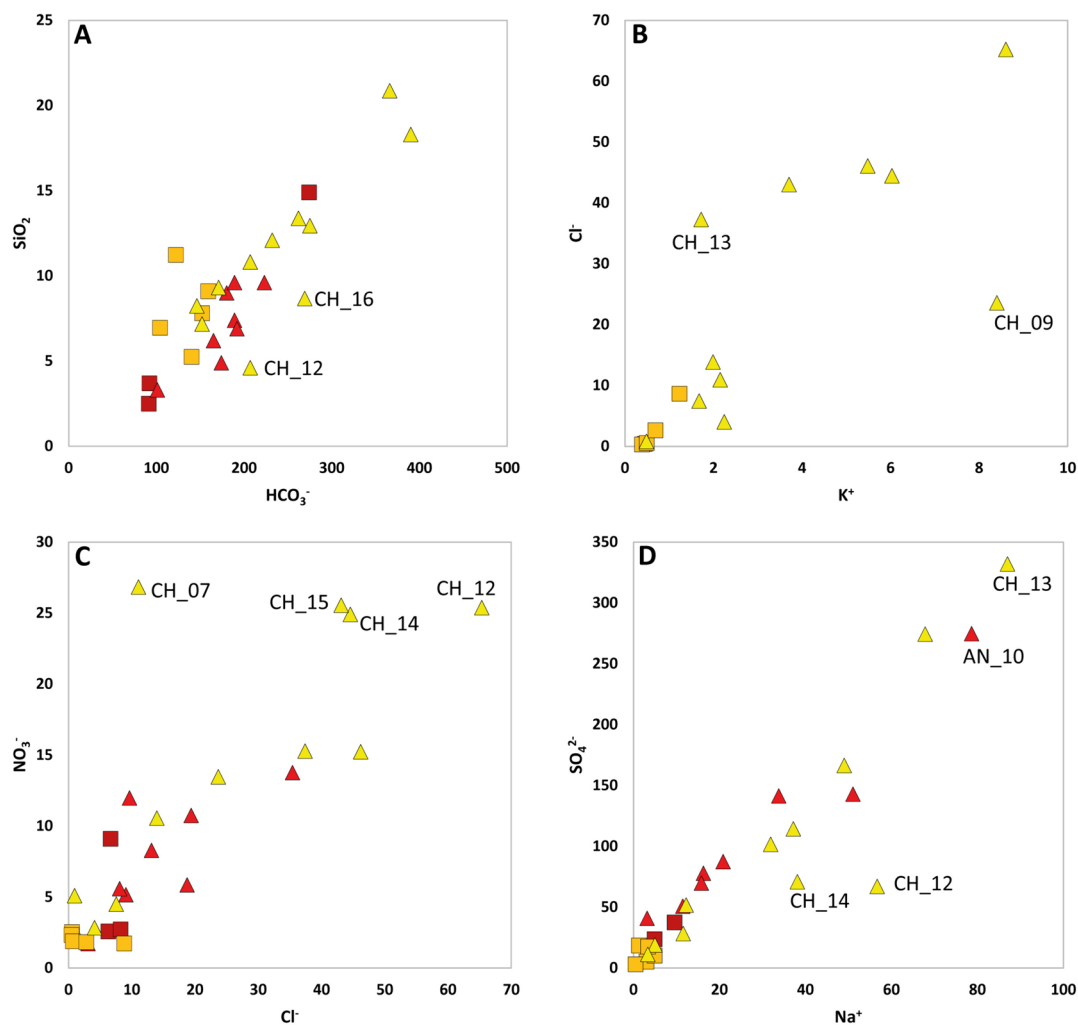 A
25
20
15
10
5
0
SiO₂
CH_16
CH_12
0 100 200 300 400 500
HCO₃⁻
B
70
60
50
40
30
20
10
0
Cl⁻
CH_13
CH_09
0 2 4 6 8 10
K⁺
C
30
25
20
15
10
5
0
NO₃⁻
CH_07
CH_15
CH_14
CH_12
0 10 20 30 40 50 60 70
Cl⁻
D
350
300
250
200
150
100
50
0
SO₄²⁻
CH_13
AN_10
CH_14
CH_12
0 20 40 60 80 100
Na⁺